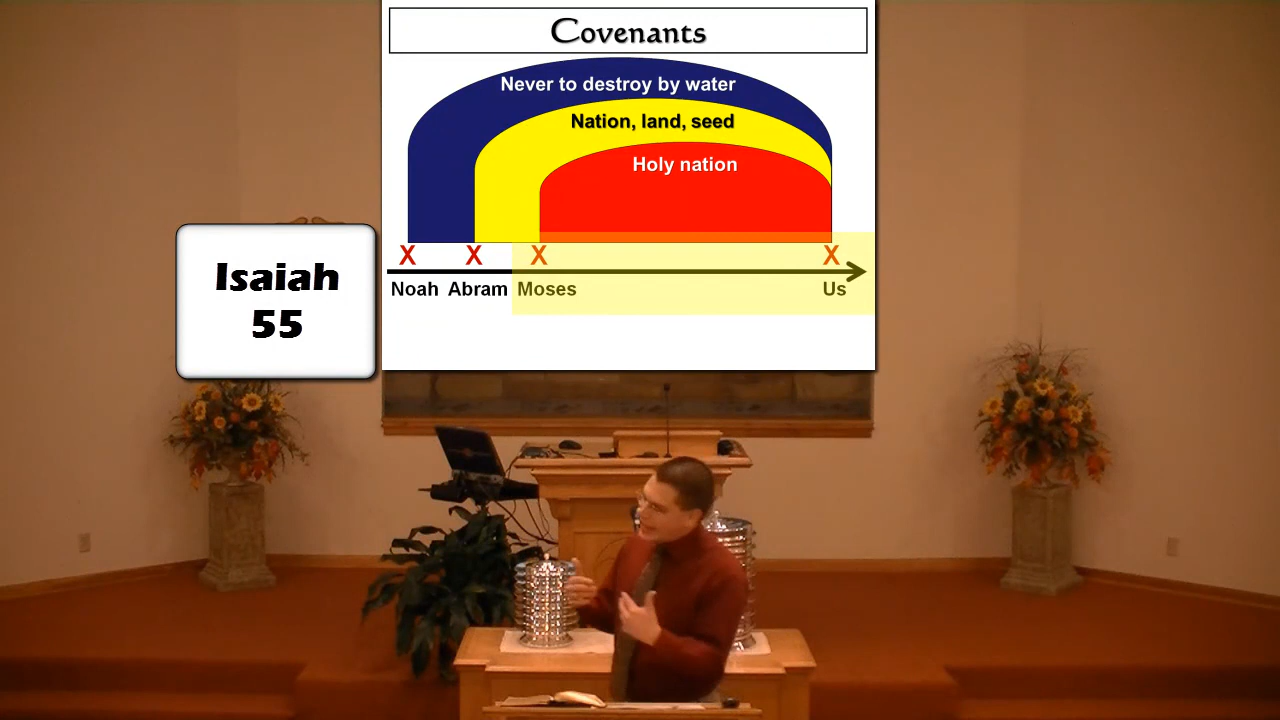 Covenants
Never to destroy by water
Nation, land, seed
Holy nation
X X X X
Noah Abram Moses Us
Isaiah
55